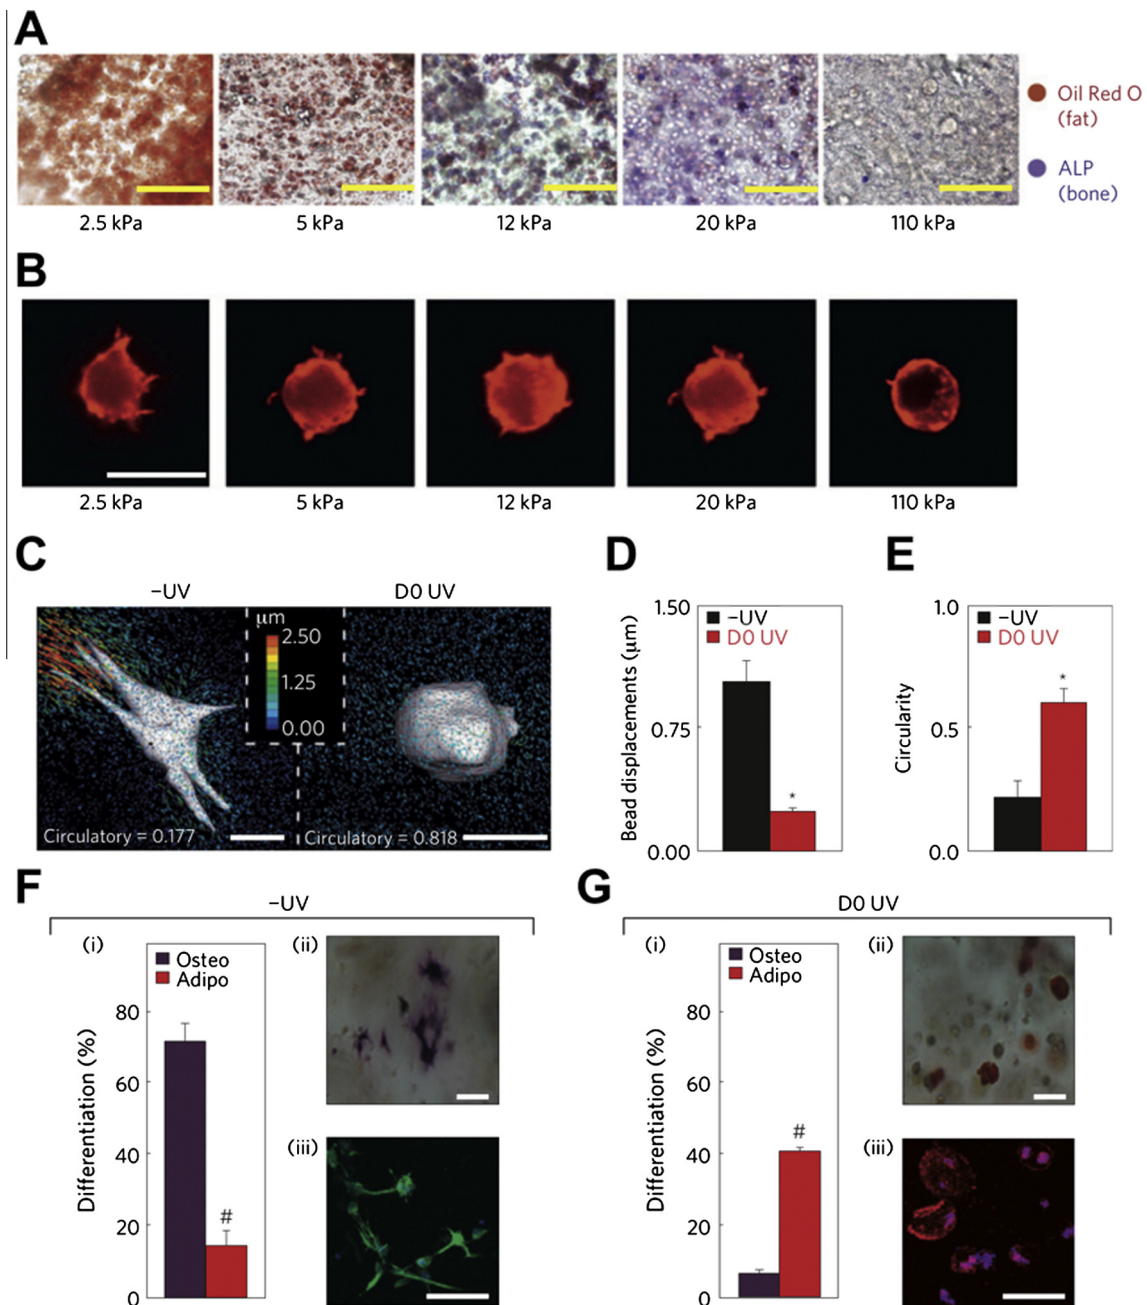 A
Oil Red O
(fat)
ALP
(bone)
2.5 kPa
5 kPa
12 kPa
20 kPa
110 kPa
B
2.5 kPa
5 kPa
12 kPa
20 kPa
110 kPa
C
−UV
D0 UV
μm
2.50
1.25
0.00
Circulatory = 0.177
Circulatory = 0.818
D
1.50
−UV
D0 UV
Bead displacements (μm)
0.75
*
0.00
E
1.0
−UV
D0 UV
*
Circularity
0.5
0.0
F
−UV
(i)
Osteo
Adipo
80
60
40
20
0
Differentiation (%)
#
(ii)
(iii)
G
D0 UV
(i)
Osteo
Adipo
80
60
40
20
0
Differentiation (%)
#
(ii)
(iii)